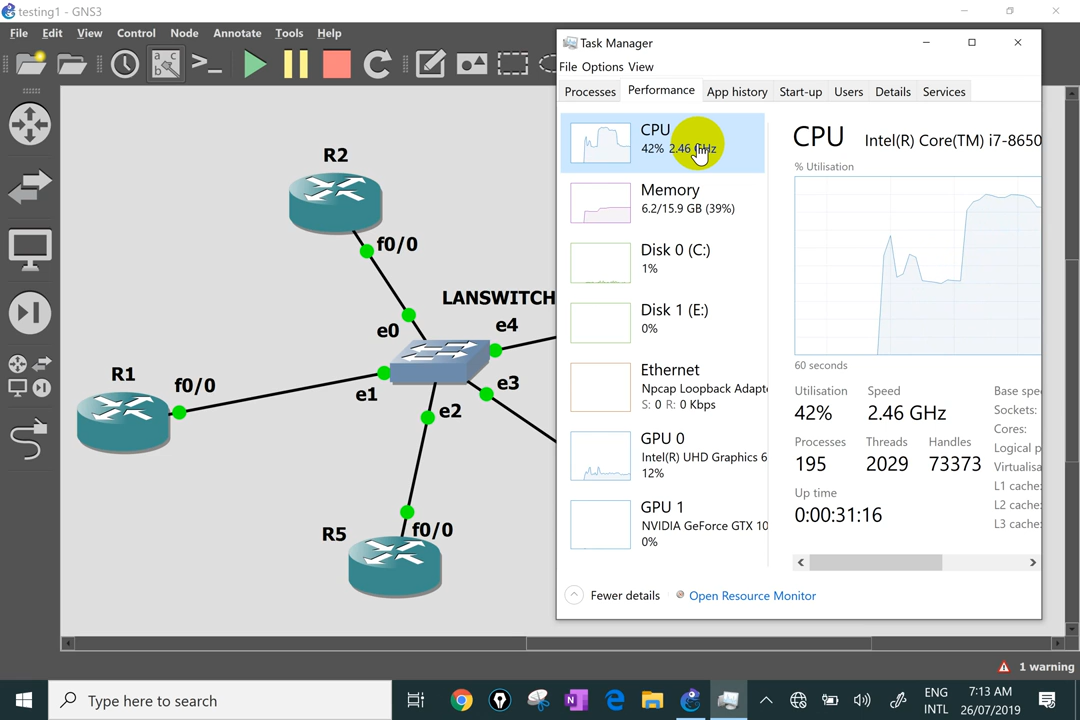 testing1 - GNS3
File Edit View Control Node Annotate Tools Help
R2
f0/0
LANSWITCH
e0
e4
R1
f0/0
e1
e3
e2
R5
f0/0
Task Manager
File Options View
Processes Performance App history Start-up Users Details Services
CPU
42% 2.46 GHz
Memory
6.2/15.9 GB (39%)
Disk 0 (C:)
1%
Disk 1 (E:)
0%
Ethernet
Npcap Loopback Adapte
S: 0 R: 0 Kbps
GPU 0
Intel(R) UHD Graphics 6
12%
GPU 1
NVIDIA GeForce GTX 10
0%
CPU Intel(R) Core(TM) i7-8650
% Utilisation
60 seconds
Utilisation Speed Base spe
42% 2.46 GHz Sockets:
Cores:
Processes Threads Handles Logical p
195 2029 73373 Virtualisa
L1 cache:
Up time L2 cache:
0:00:31:16 L3 cache:
Fewer details Open Resource Monitor
1 warning
Type here to search
ENG
INTL
7:13 AM
26/07/2019